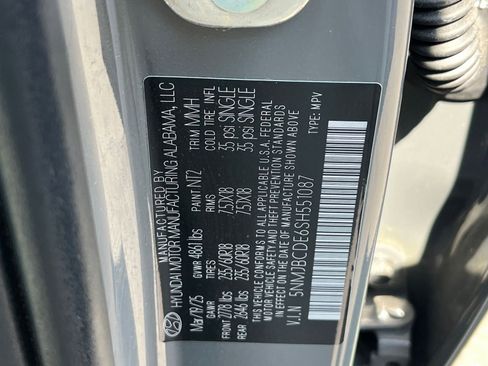 MANUFACTURED BY
HYUNDAI MOTOR MANUFACTURING ALABAMA, LLC
Mar/19/25 GVWR 4861 lbs PAINT NT2 TRIM MMH
GAWR TIRES RIMS COLD TIRE INFL
FRONT 2778 lbs 235/60R18 7.5JX18 35 psi SINGLE
REAR 2646 lbs 235/60R18 7.5JX18 35 psi SINGLE
THIS VEHICLE CONFORMS TO ALL APPLICABLE U.S.A. FEDERAL
MOTOR VEHICLE SAFETY AND THEFT PREVENTION STANDARDS
IN EFFECT ON THE DATE OF MANUFACTURE SHOWN ABOVE
V.I.N 5NMJBCDE6SH551087 TYPE: MPV